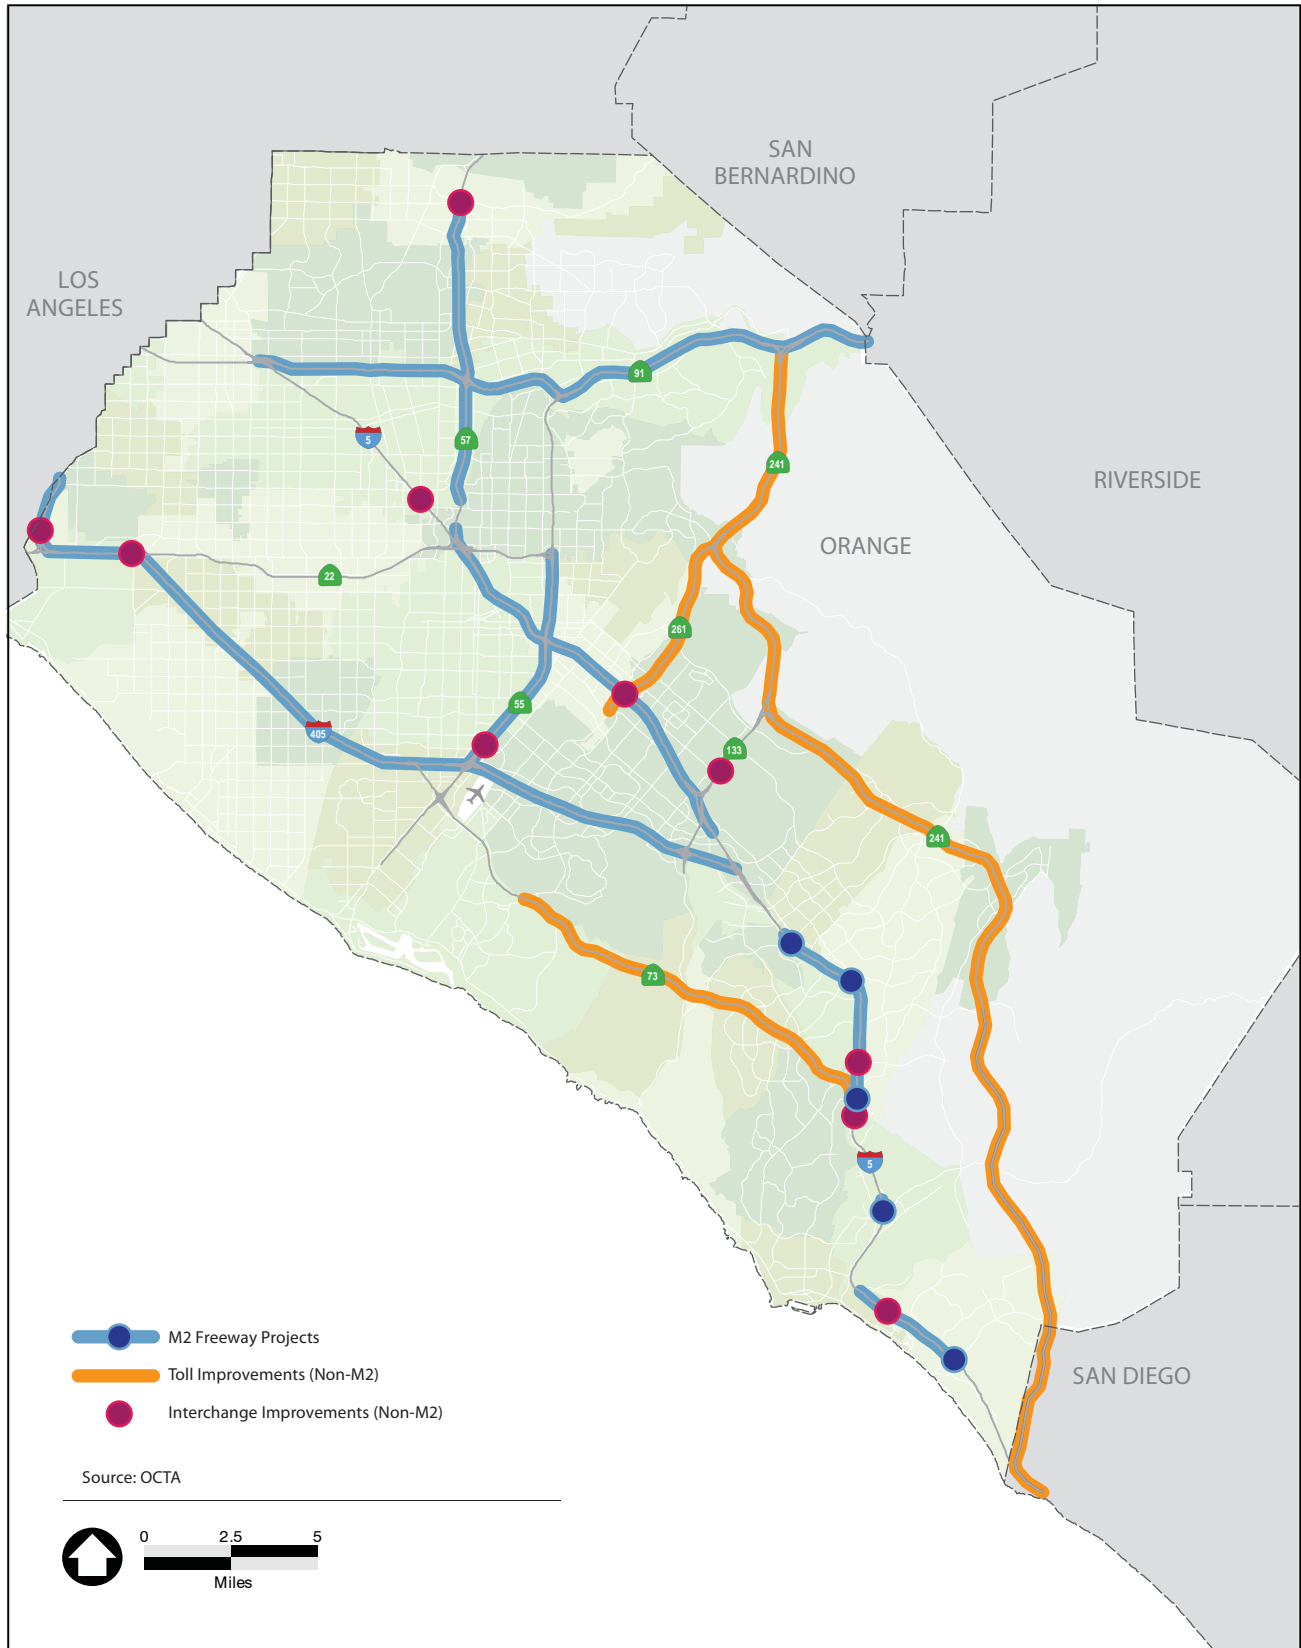 SAN
BERNARDINO
LOS
ANGELES
91
5
57
241
RIVERSIDE
ORANGE
22
261
55
405
133
241
73
5
M2 Freeway Projects
Toll Improvements (Non-M2)
SAN DIEGO
Interchange Improvements (Non-M2)
Source: OCTA
0 2.5 5
Miles